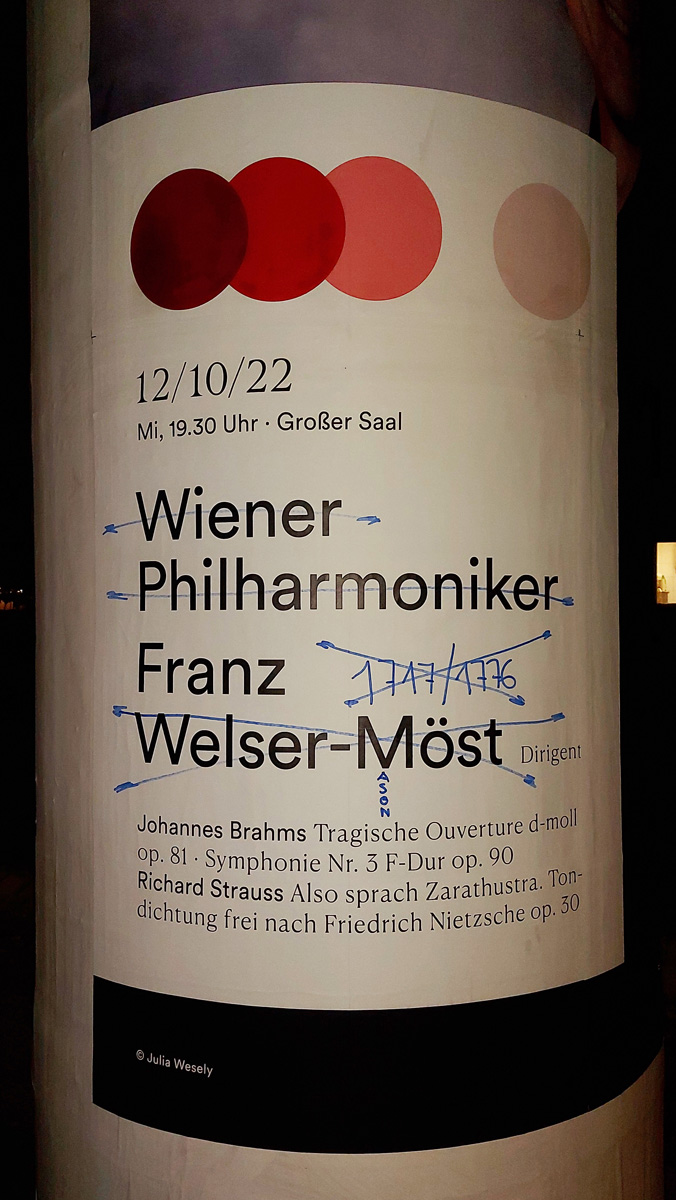 12/10/22
Mi, 19.30 Uhr · Großer Saal
Wiener
Philharmoniker
Franz 1717/1776
Welser-Möst Dirigent
ASON
Johannes Brahms Tragische Ouverture d-moll
op. 81 · Symphonie Nr. 3 F-Dur op. 90
Richard Strauss Also sprach Zarathustra. Ton-
dichtung frei nach Friedrich Nietzsche op. 30
© Julia Wesely